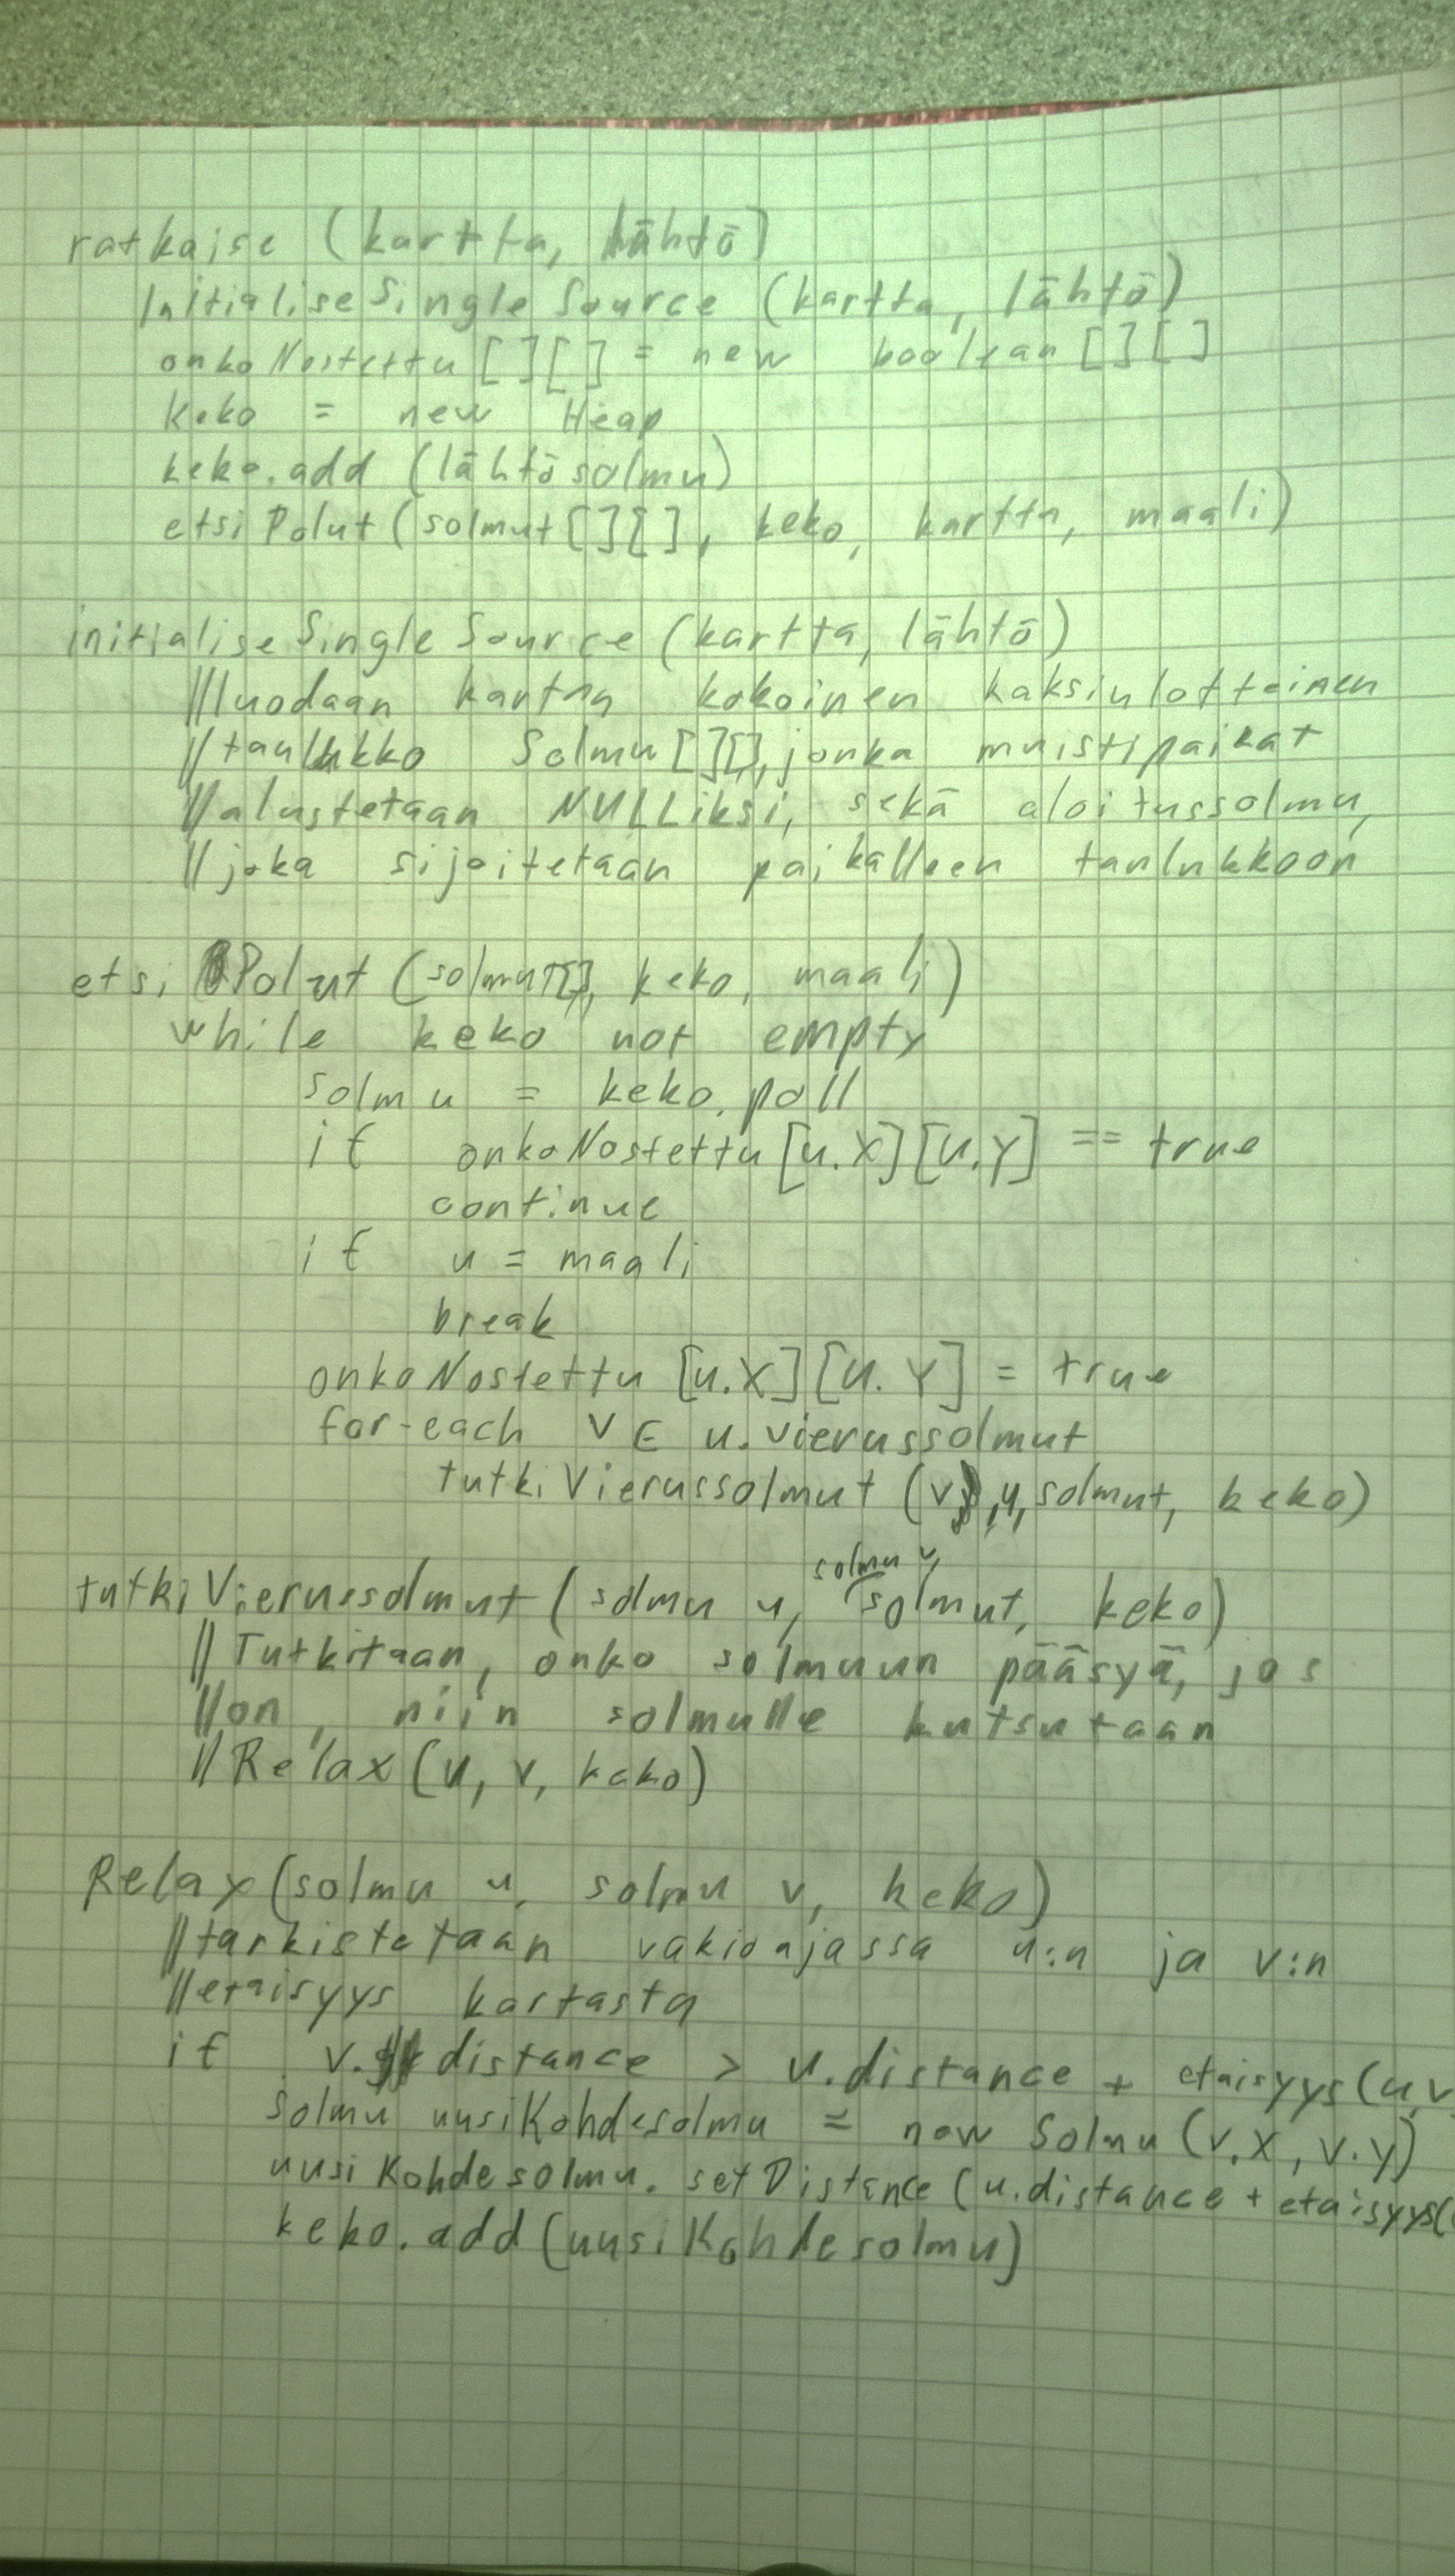 ratkaise (kartta, lähtö)
InitialiseSingleSource (kartta, lähtö)
onkoNostettu[][] = new boolean[][]
Keko = new Heap
keko.add (lähtösolmu)
etsiPolut(solmut[][], keko, kartta, maali)
initialiseSingleSource (kartta, lähtö)
//luodaan kartan kokoinen kaksiulotteinen
//taulukko Solmu[][], jonka muistipaikat
//alustetaan NULLiksi, sekä aloitussolmu,
//joka sijoitetaan paikalleen taulukkoon
etsiPolut (solmut[][], keko, maali)
while keko not empty
solmu = keko.poll
if onkoNostettu[u.X][u.Y] == true
continue
if u = maali
break
onkoNostettu [u.X][u.Y] = true
for-each v ∈ u.vierussolmut
tutkiVierussolmut (v, u, solmut, keko)
tutkiVierussolmut (solmu u, solmu v, solmut, keko)
//Tutkitaan, onko solmuun pääsyä, jos
//on, niin solmulle kutsutaan
//Relax(u, v, keko)
Relax(solmu u, solmu v, keko)
//tarkistetaan vakioajassa u:n ja v:n
//etaisyys kartasta
if v.distance > u.distance + etaisyys(u,v
Solmu uusiKohdesolmu = new Solmu (v.X, v.y)
uusiKohdesolmu.setDistance (u.distance + etaisyys(
keko.add(uusiKohdesolmu)